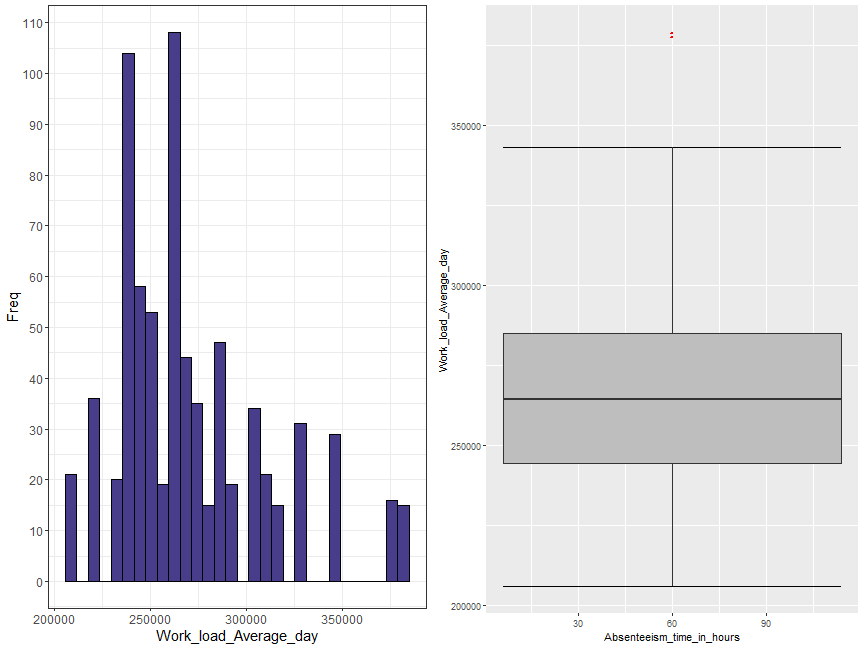 110
100
90
80
70
60
50
40
30
20
10
0
Freq
200000 250000 300000 350000
Work_load_Average_day
350000
300000
250000
200000
Work_load_Average_day
30 60 90
Absenteeism_time_in_hours